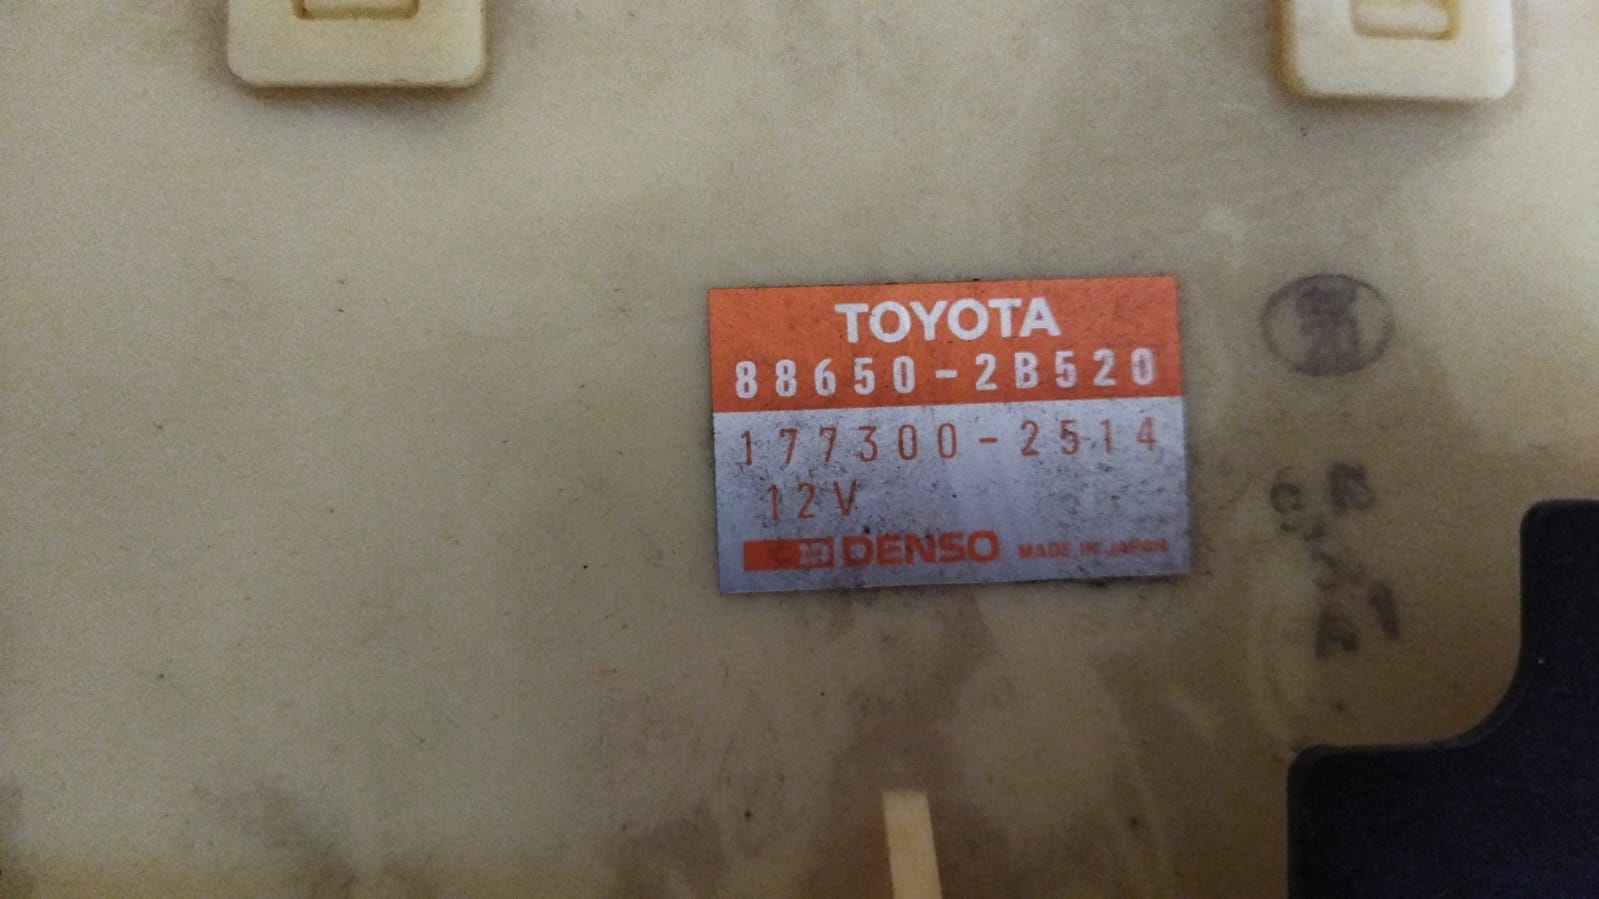 TOYOTA
88650-2B520
177300-2514
12V
DENSO MADE IN JAPAN